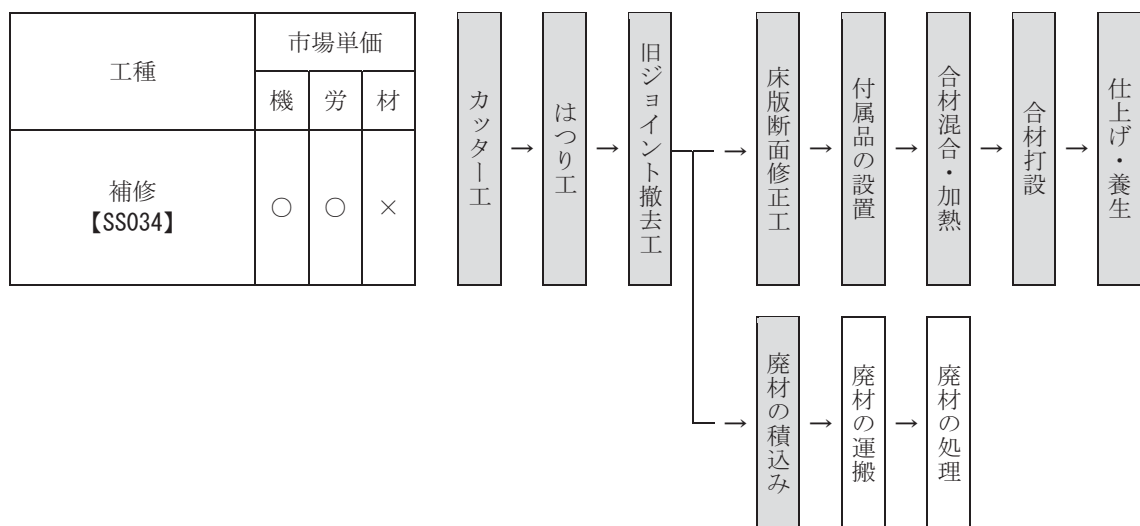 工種
市場単価
機 労 材
補修
【SS034】
○ ○ ×
カッター工
→
はつり工
→
旧ジョイント撤去工
→
床版断面修正工
→
付属品の設置
→
合材混合・加熱
→
合材打設
→
仕上げ・養生
→
廃材の積込み
→
廃材の運搬
→
廃材の処理